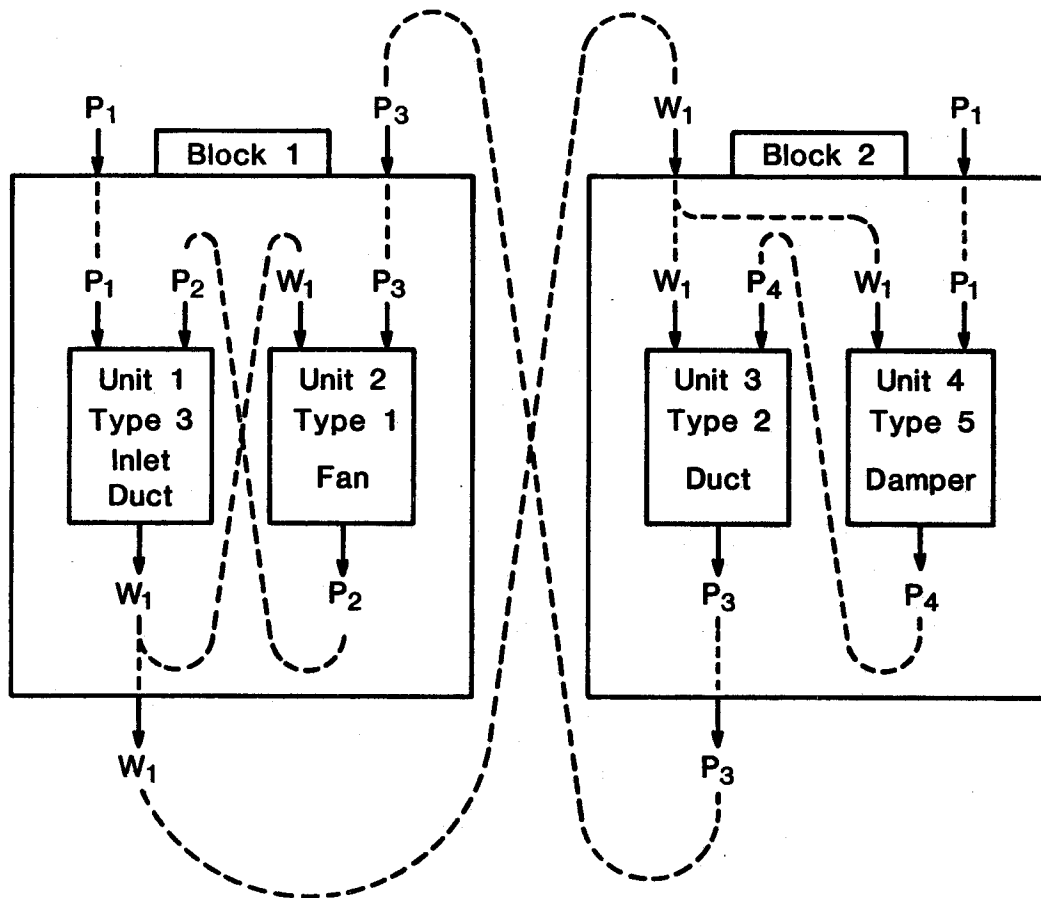 P₁ P₃ W₁ P₁
Block 1 Block 2
P₁ P₂ W₁ P₃ W₁ P₄ W₁ P₁
Unit 1 Unit 2 Unit 3 Unit 4
Type 3 Type 1 Type 2 Type 5
Inlet
Duct Fan Duct Damper
W₁ P₂ P₃ P₄
W₁ P₃